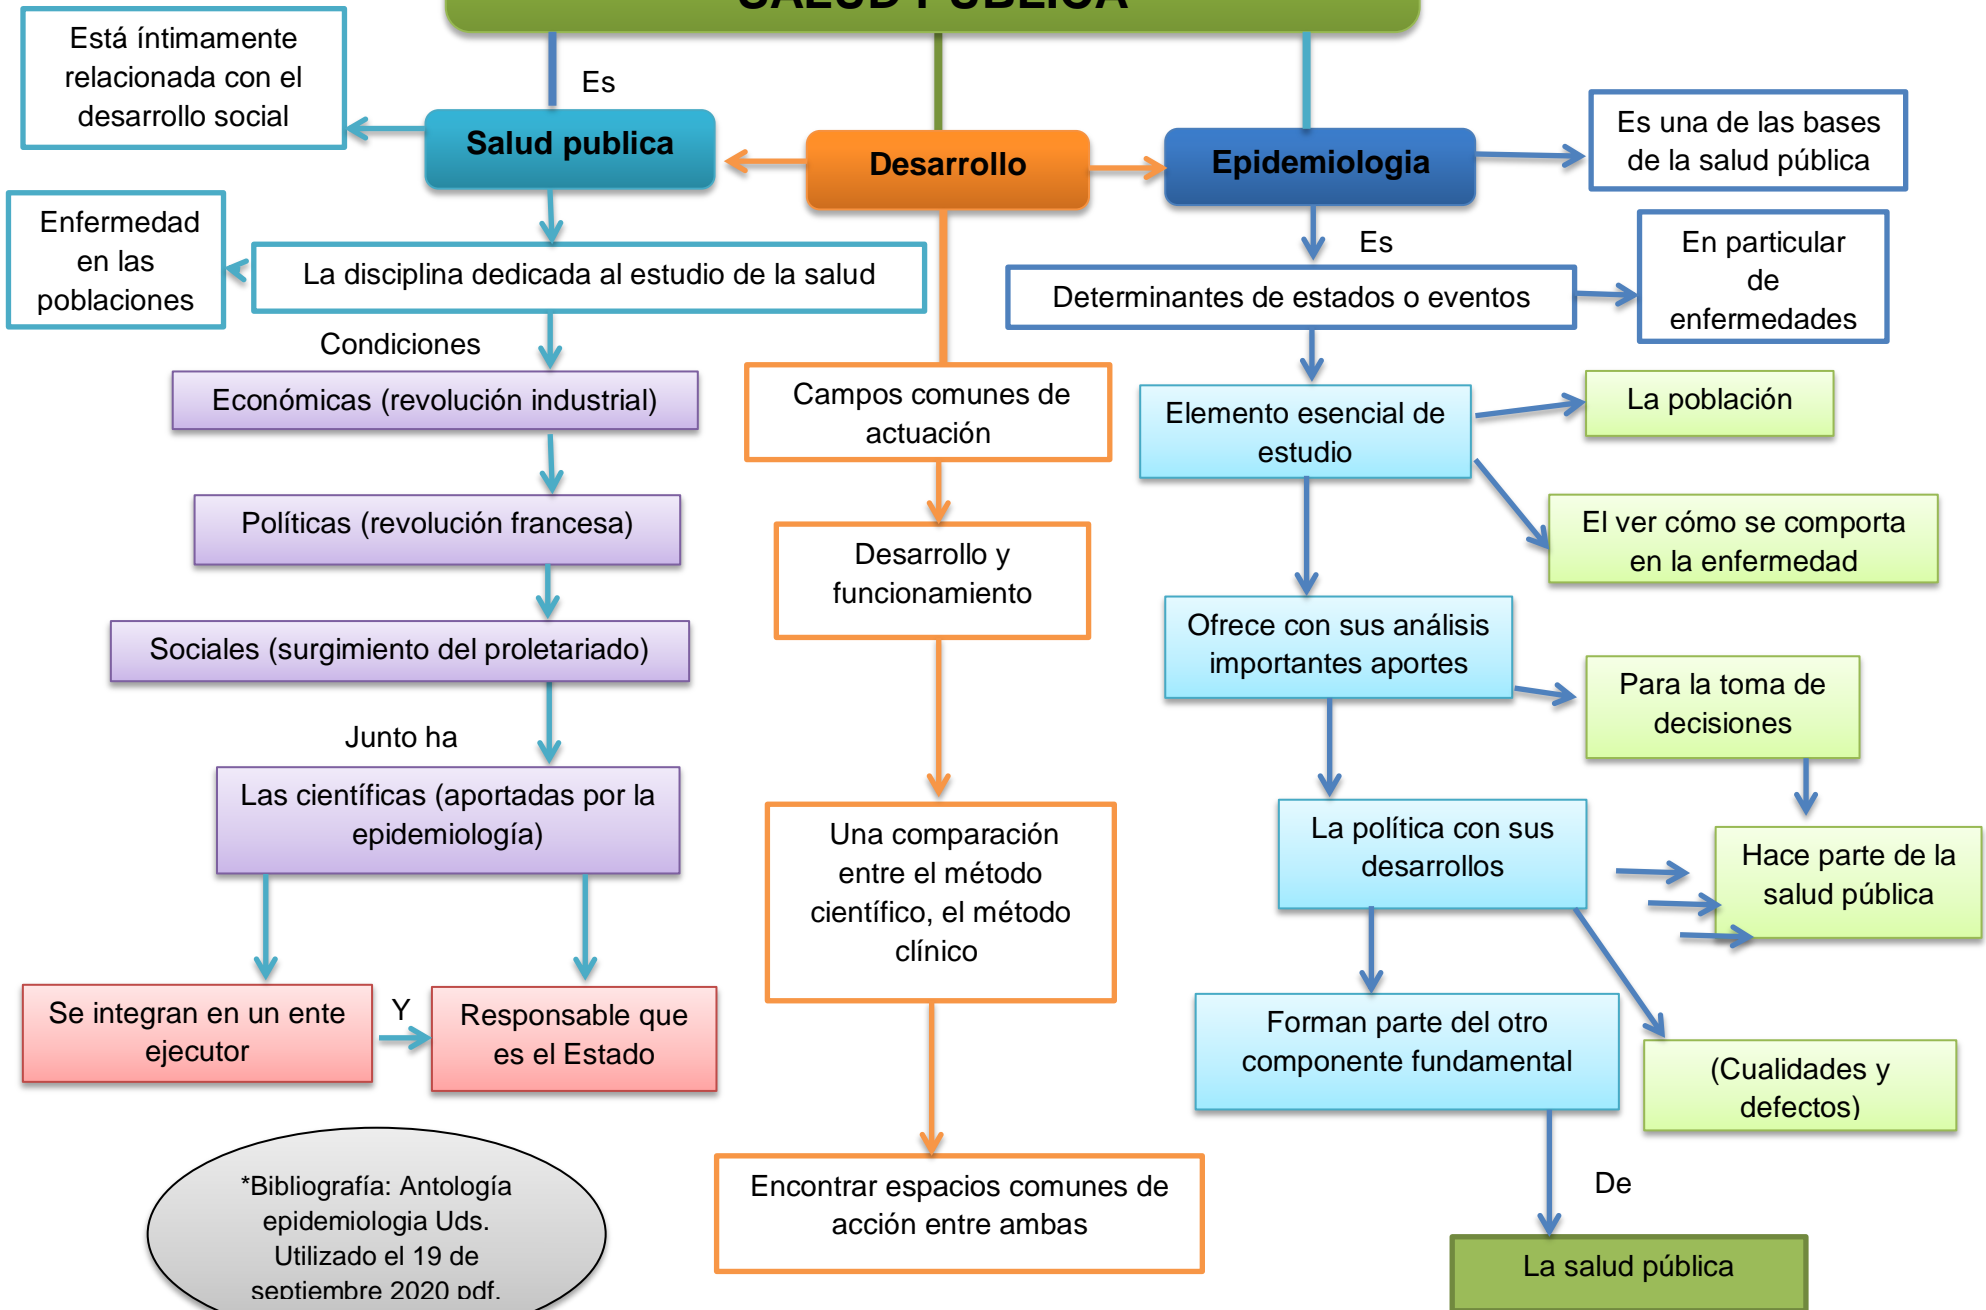 SALUD PUBLICA
Está íntimamente
relacionada con el
desarrollo social
Es
Salud publica
Desarrollo
Epidemiologia
Es una de las bases
de la salud pública
Enfermedad
en las
poblaciones
La disciplina dedicada al estudio de la salud
Es
Determinantes de estados o eventos
En particular
de
enfermedades
Condiciones
Económicas (revolución industrial)
Políticas (revolución francesa)
Sociales (surgimiento del proletariado)
Junto ha
Las científicas (aportadas por la
epidemiología)
Se integran en un ente
ejecutor
Y
Responsable que
es el Estado
Campos comunes de
actuación
Desarrollo y
funcionamiento
Una comparación
entre el método
científico, el método
clínico
Encontrar espacios comunes de
acción entre ambas
Elemento esencial de
estudio
La población
El ver cómo se comporta
en la enfermedad
Ofrece con sus análisis
importantes aportes
Para la toma de
decisiones
La política con sus
desarrollos
Hace parte de la
salud pública
Forman parte del otro
componente fundamental
(Cualidades y
defectos)
De
La salud pública
*Bibliografía: Antología
epidemiologia Uds.
Utilizado el 19 de
septiembre 2020 pdf.